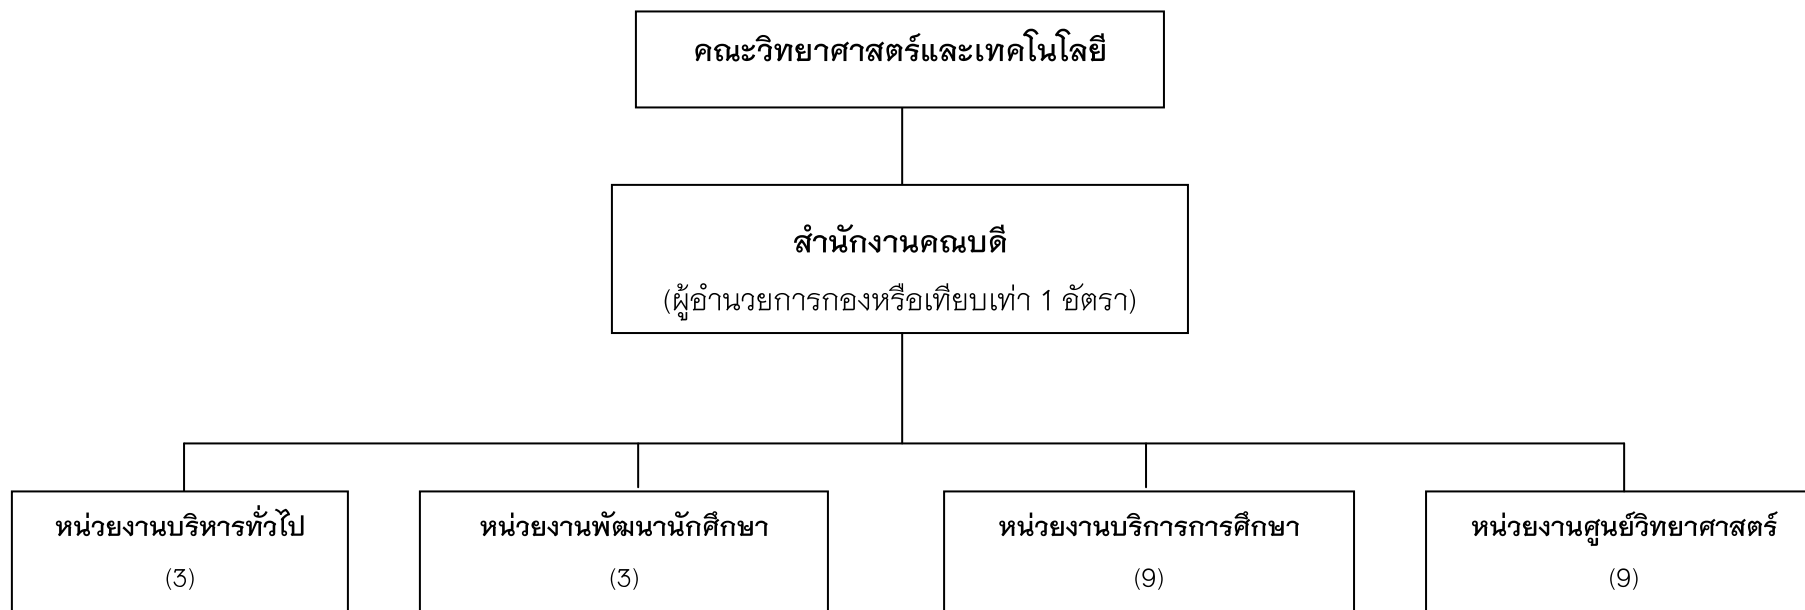 คณะวิทยาศาสตร์และเทคโนโลยี
สำนักงานคณบดี
(ผู้อำนวยการกองหรือเทียบเท่า 1 อัตรา)
หน่วยงานบริหารทั่วไป
(3)
หน่วยงานพัฒนานักศึกษา
(3)
หน่วยงานบริการการศึกษา
(9)
หน่วยงานศูนย์วิทยาศาสตร์
(9)